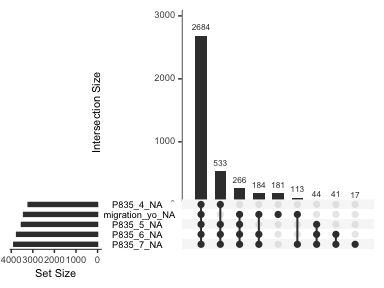 3000
2684
Intersection Size
2000
1000
533
266
184
181
113
44
41
17
P835_4_NA
migration_yo_NA
P835_5_NA
P835_6_NA
P835_7_NA
4000 3000 2000 1000 0
Set Size